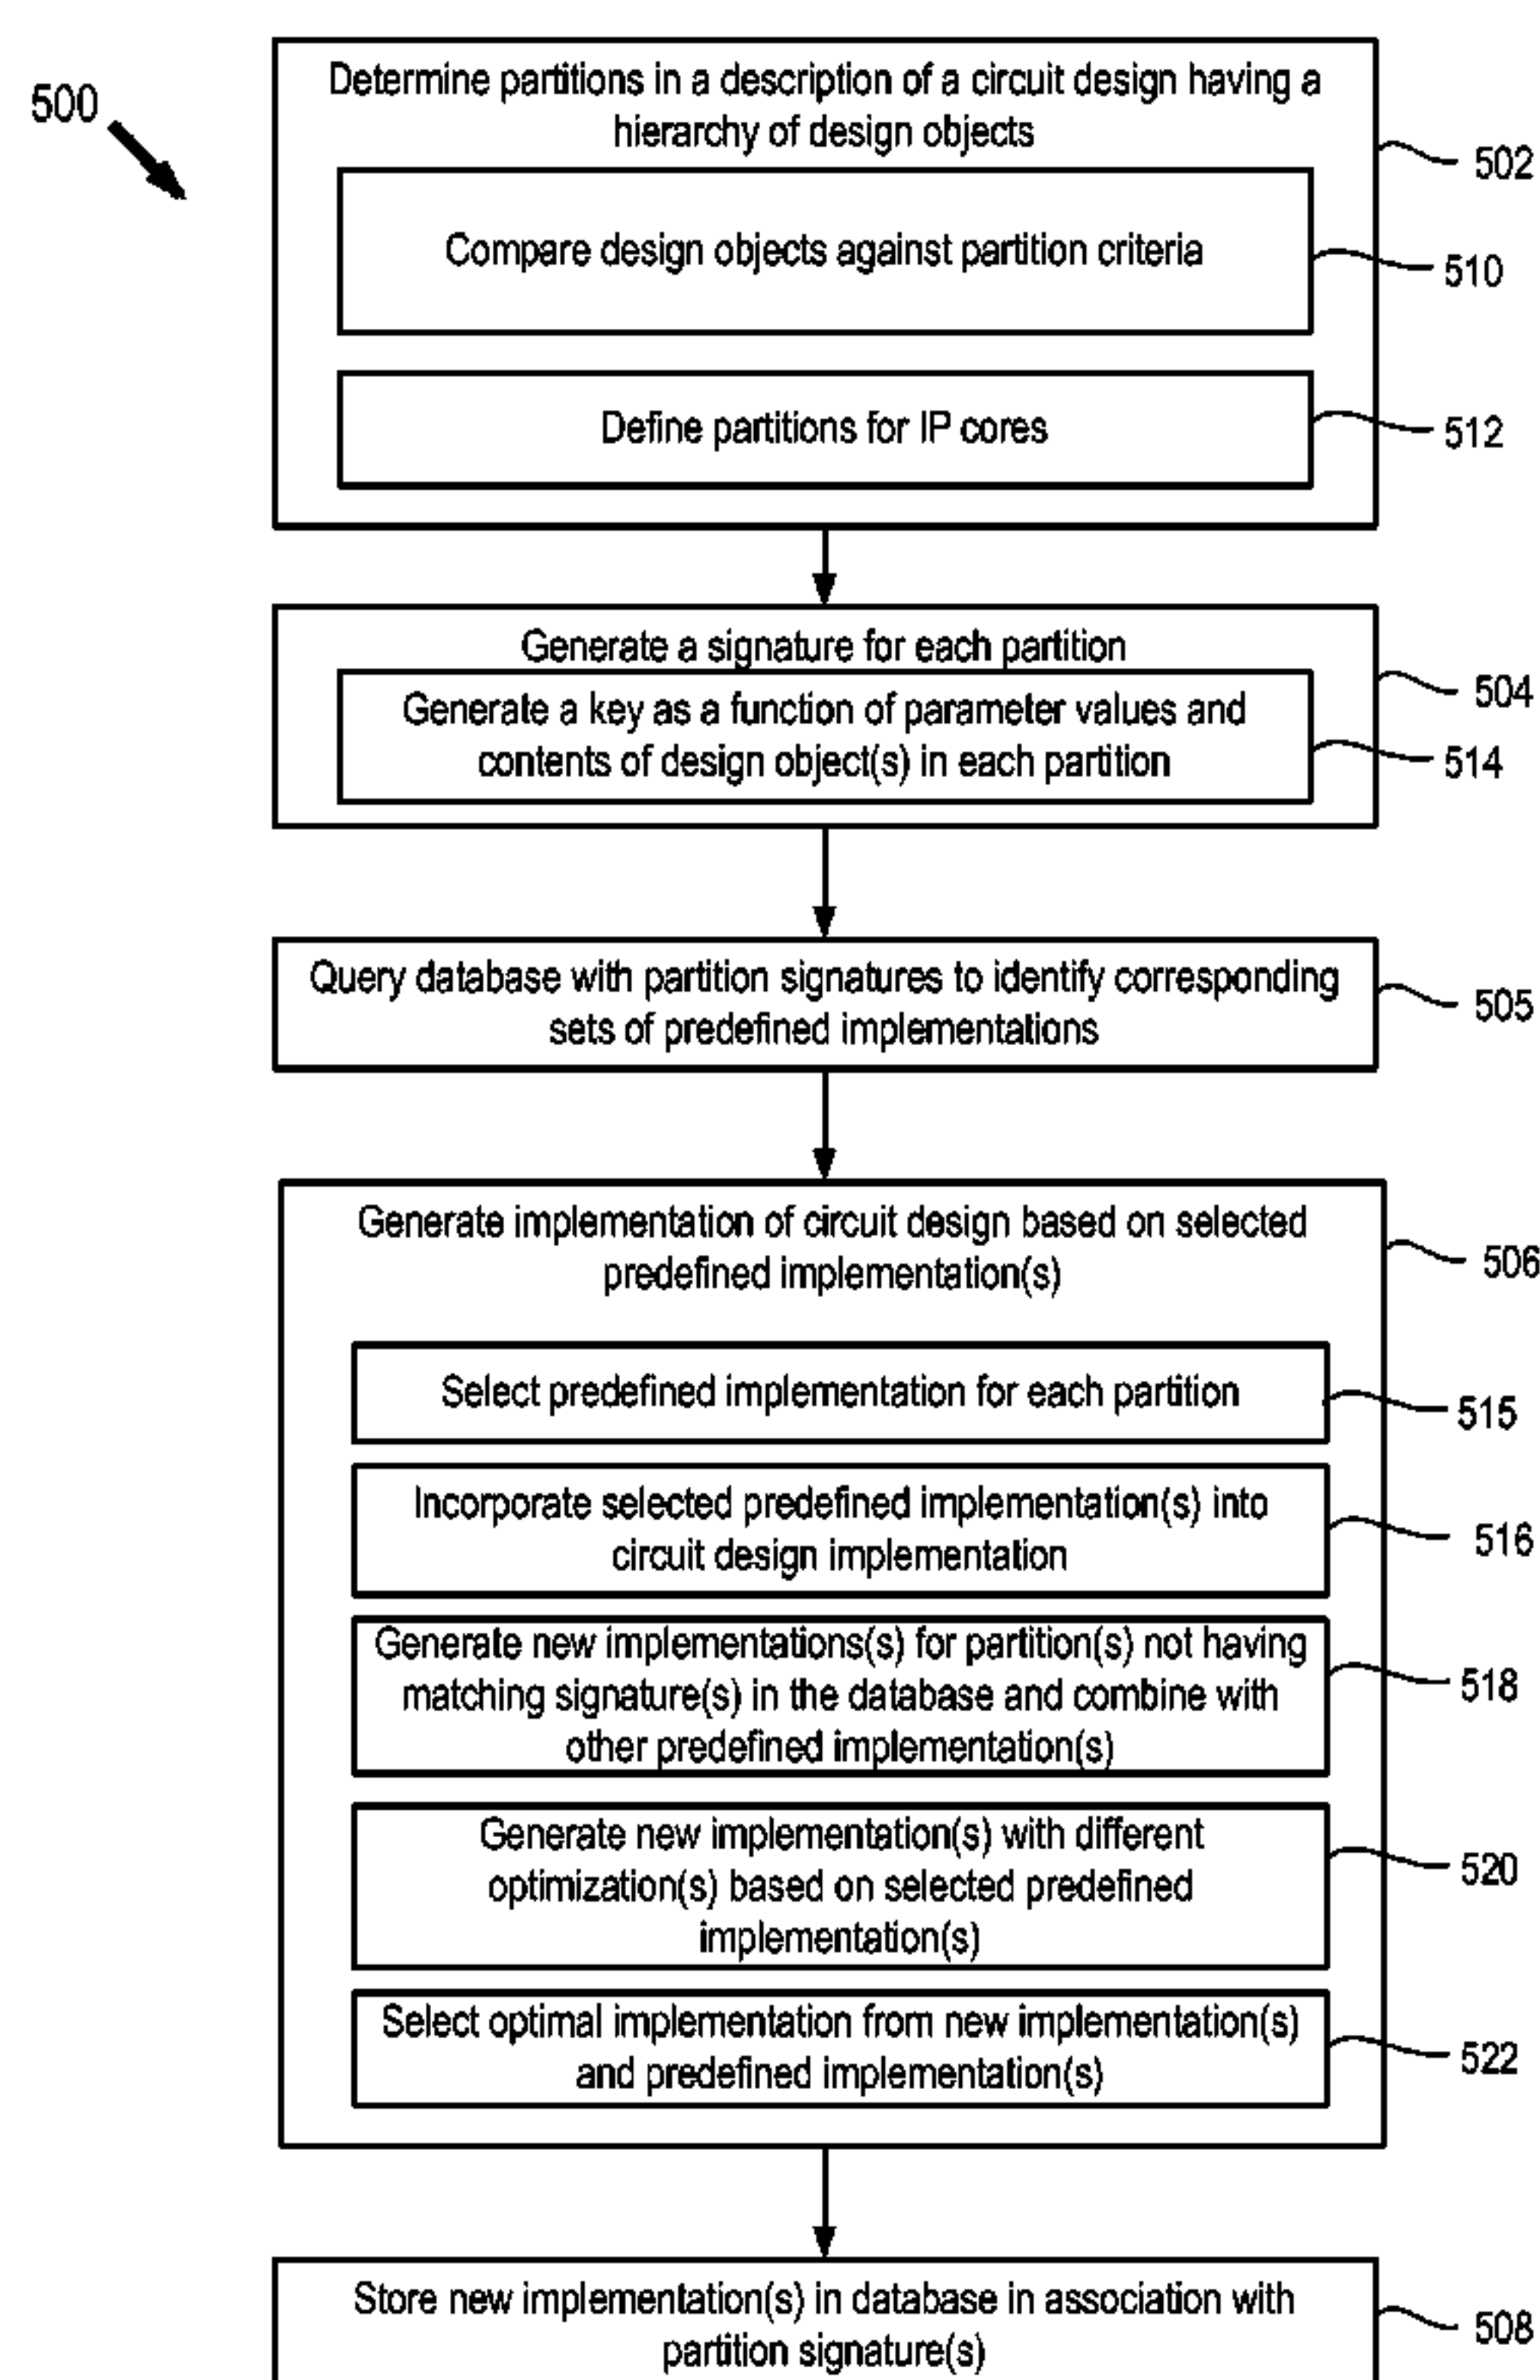 500
Determine partitions in a description of a circuit design having a
hierarchy of design objects
502
Compare design objects against partition criteria
510
Define partitions for IP cores
512
Generate a signature for each partition
504
Generate a key as a function of parameter values and
contents of design object(s) in each partition
514
Query database with partition signatures to identify corresponding
sets of predefined implementations
505
Generate implementation of circuit design based on selected
predefined implementation(s)
506
Select predefined implementation for each partition
515
Incorporate selected predefined implementation(s) into
circuit design implementation
516
Generate new implementations(s) for partition(s) not having
matching signature(s) in the database and combine with
other predefined implementation(s)
518
Generate new implementation(s) with different
optimization(s) based on selected predefined
implementation(s)
520
Select optimal implementation from new implementation(s)
and predefined implementation(s)
522
Store new implementation(s) in database in association with
partition signature(s)
508